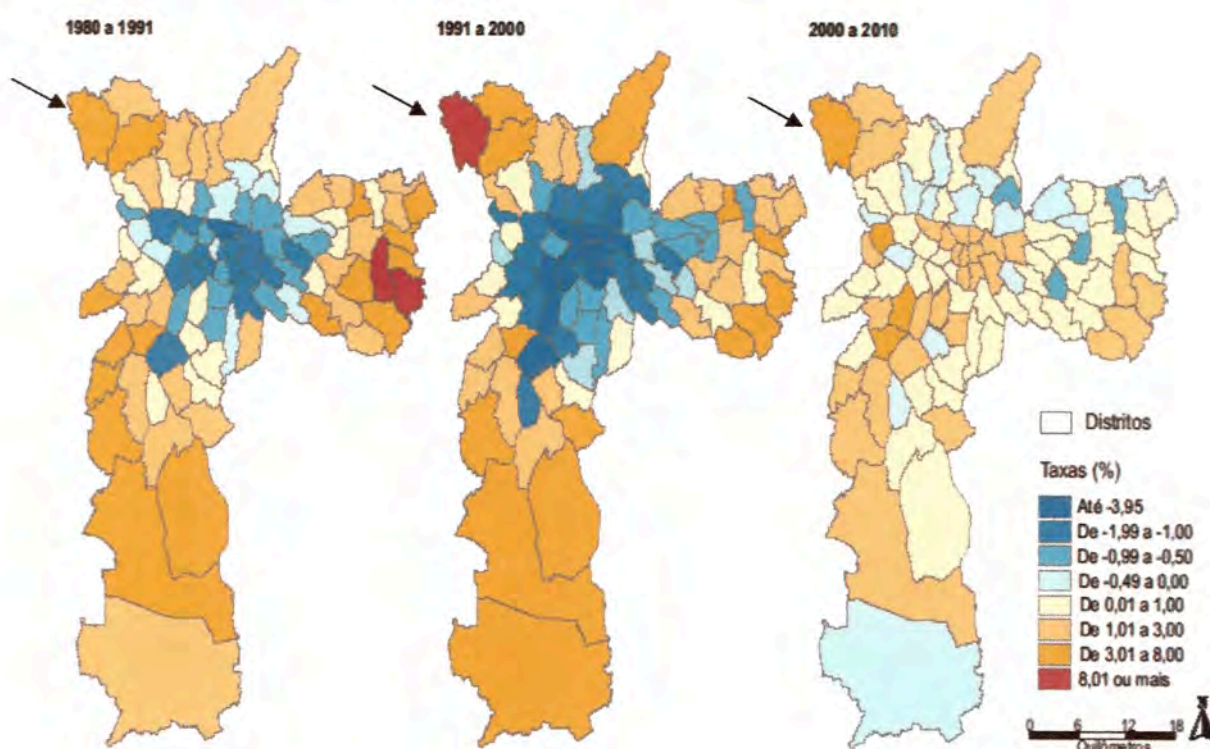 1980 a 1991
1991 a 2000
2000 a 2010
Distritos
Taxas (%)
Até -3,95
De -1,99 a -1,00
De -0,99 a -0,50
De -0,49 a 0,00
De 0,01 a 1,00
De 1,01 a 3,00
De 3,01 a 8,00
8,01 ou mais
0 6 12 18
Quilômetros